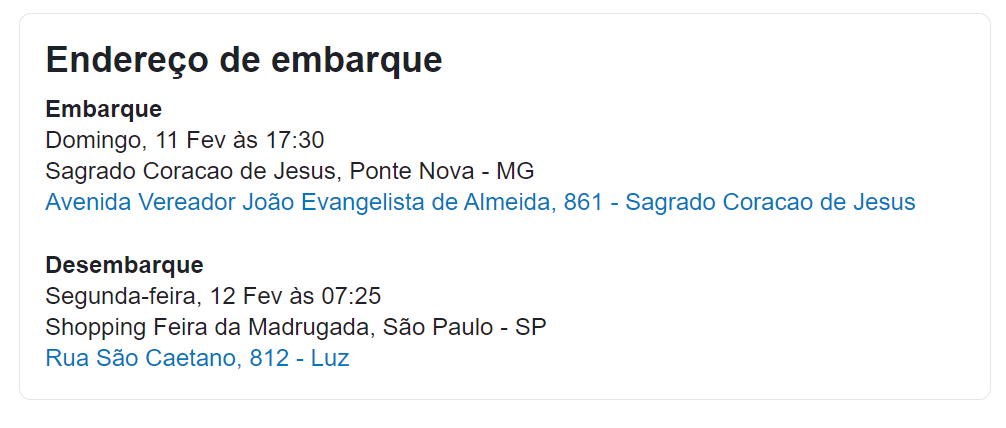 Endereço de embarque
Embarque
Domingo, 11 Fev às 17:30
Sagrado Coracao de Jesus, Ponte Nova - MG
Avenida Vereador João Evangelista de Almeida, 861 - Sagrado Coracao de Jesus
Desembarque
Segunda-feira, 12 Fev às 07:25
Shopping Feira da Madrugada, São Paulo - SP
Rua São Caetano, 812 - Luz